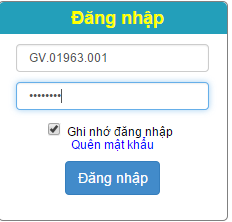 Đăng nhập
GV.01963.001
••••••••
Ghi nhớ đăng nhập
Quên mật khẩu
Đăng nhập